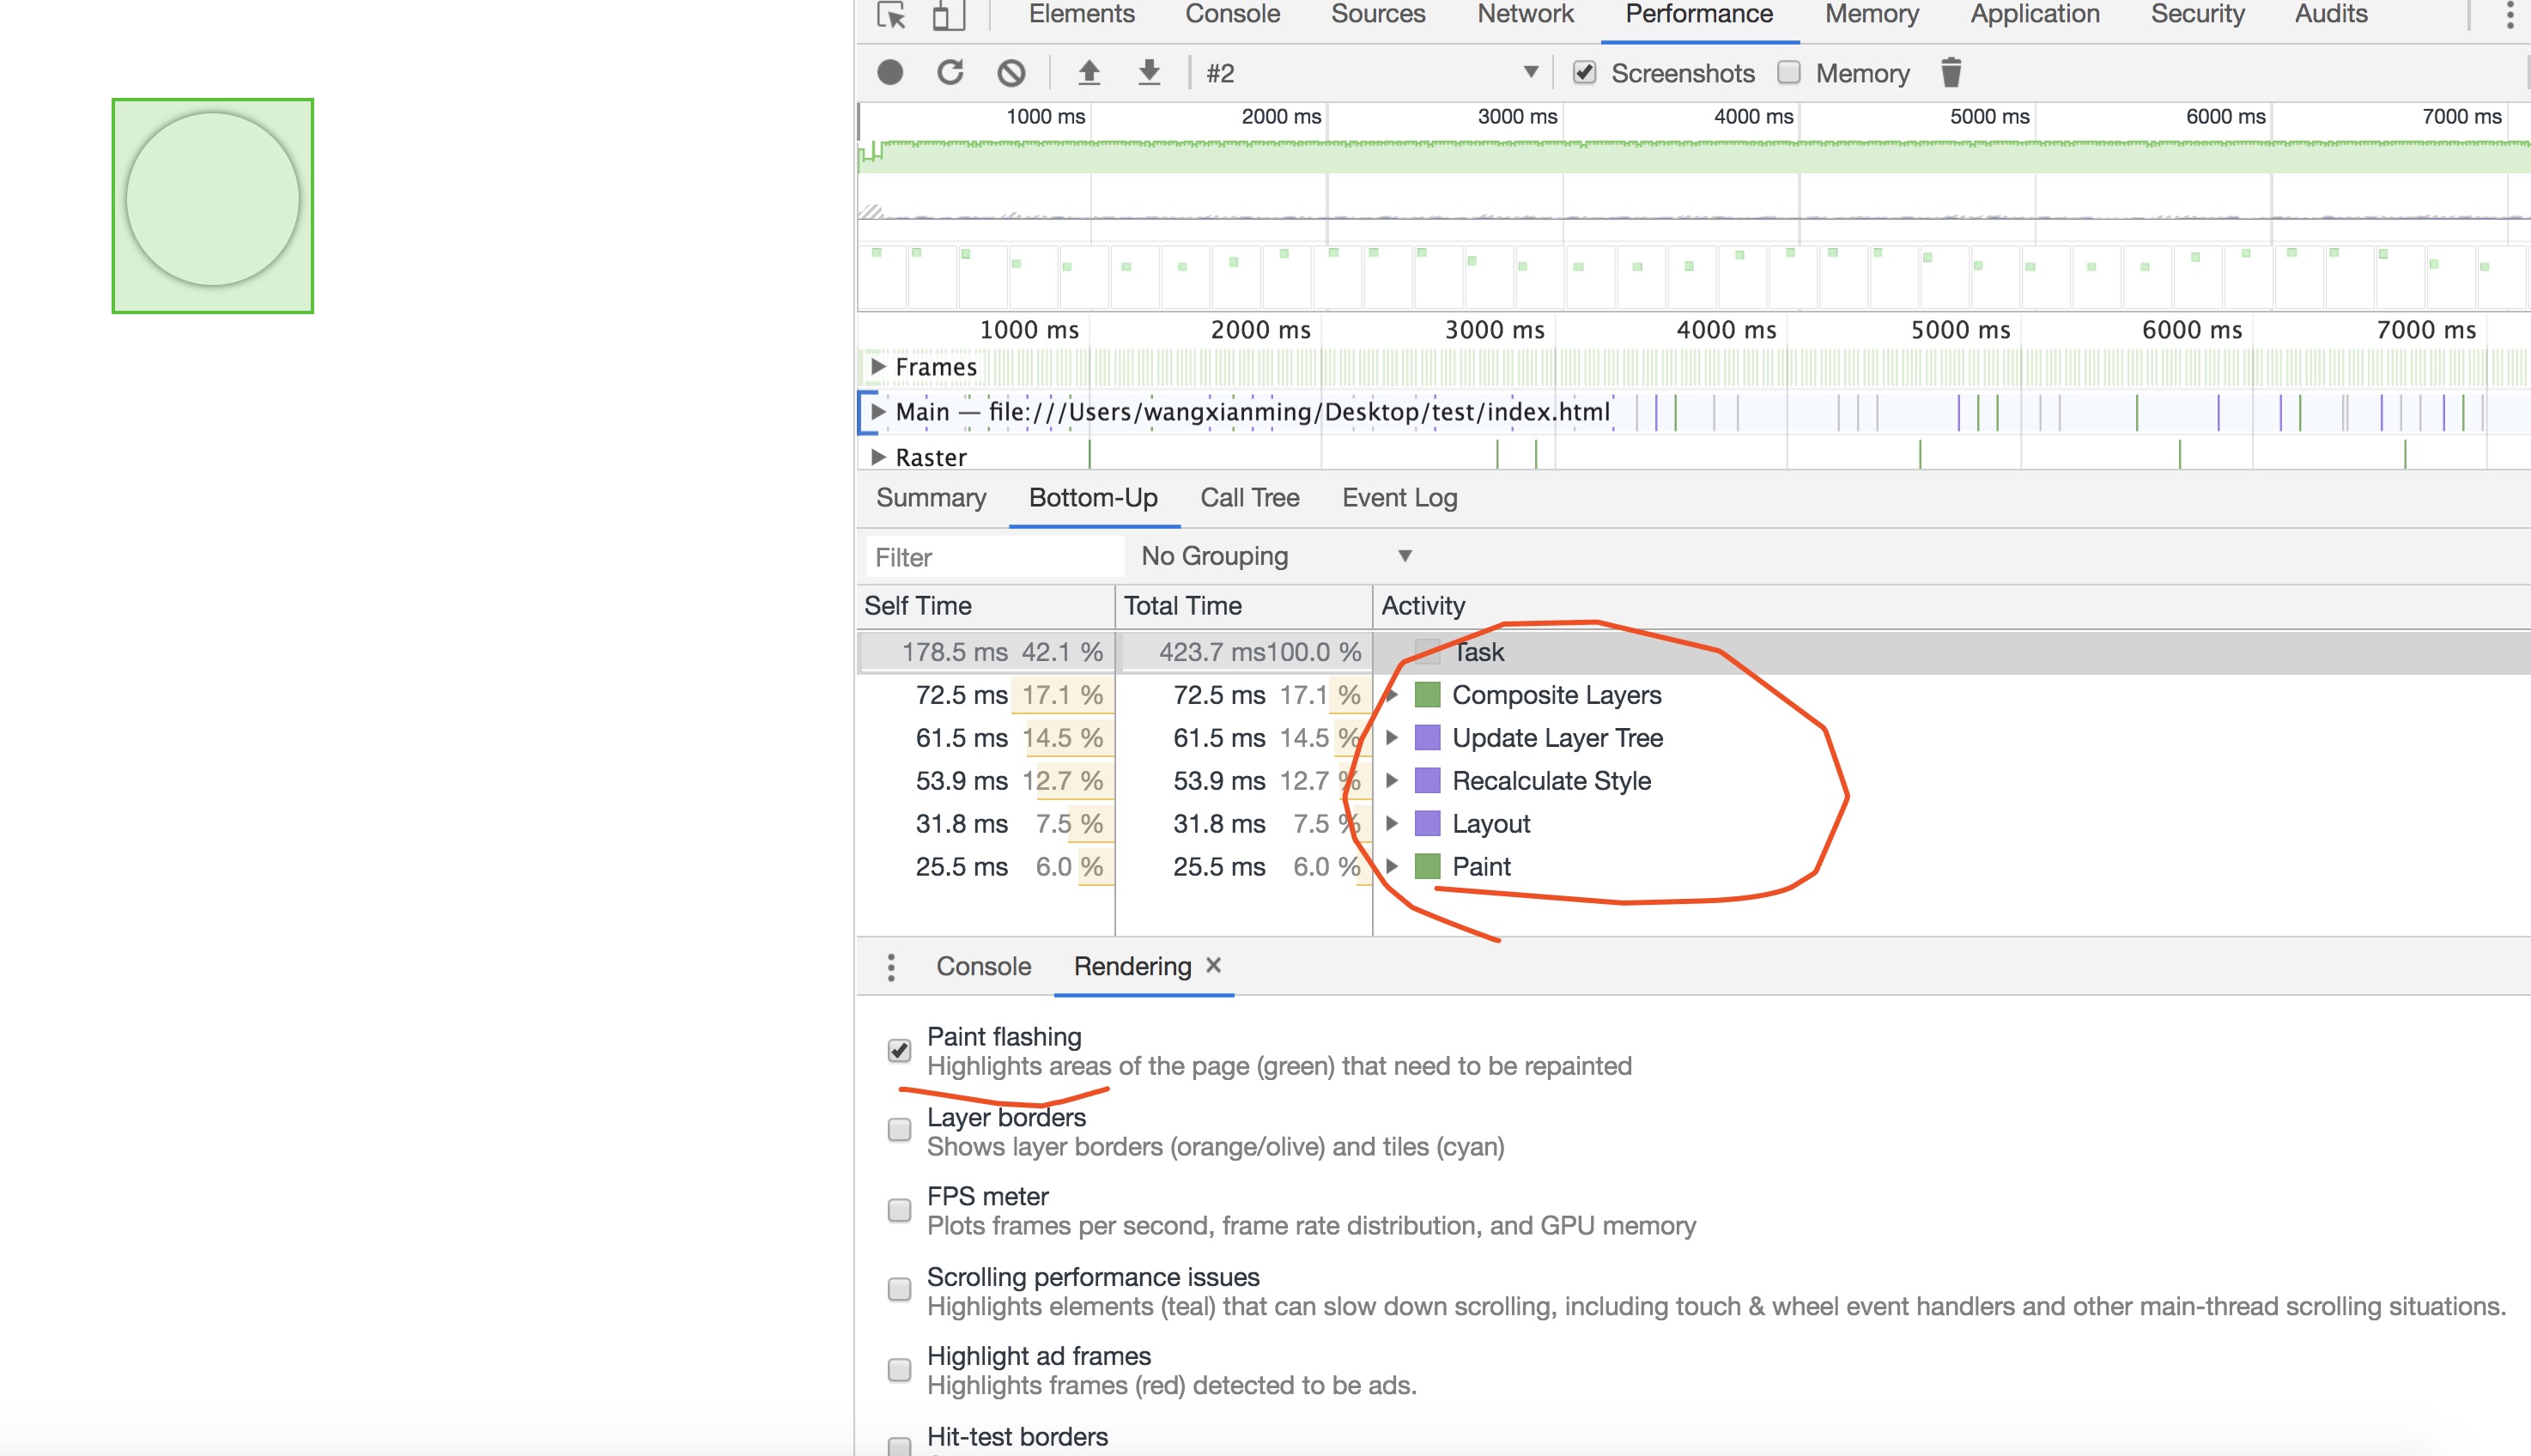 Elements Console Sources Network Performance Memory Application Security Audits
#2 Screenshots Memory
1000 ms 2000 ms 3000 ms 4000 ms 5000 ms 6000 ms 7000 ms
1000 ms 2000 ms 3000 ms 4000 ms 5000 ms 6000 ms 7000 ms
Frames
Main — file:///Users/wangxianming/Desktop/test/index.html
Raster
Summary Bottom-Up Call Tree Event Log
Filter No Grouping
Self Time Total Time Activity
178.5 ms 42.1 % 423.7 ms 100.0 % Task
72.5 ms 17.1 % 72.5 ms 17.1 % Composite Layers
61.5 ms 14.5 % 61.5 ms 14.5 % Update Layer Tree
53.9 ms 12.7 % 53.9 ms 12.7 % Recalculate Style
31.8 ms 7.5 % 31.8 ms 7.5 % Layout
25.5 ms 6.0 % 25.5 ms 6.0 % Paint
Console Rendering ×
Paint flashing
Highlights areas of the page (green) that need to be repainted
Layer borders
Shows layer borders (orange/olive) and tiles (cyan)
FPS meter
Plots frames per second, frame rate distribution, and GPU memory
Scrolling performance issues
Highlights elements (teal) that can slow down scrolling, including touch & wheel event handlers and other main-thread scrolling situations.
Highlight ad frames
Highlights frames (red) detected to be ads.
Hit-test borders